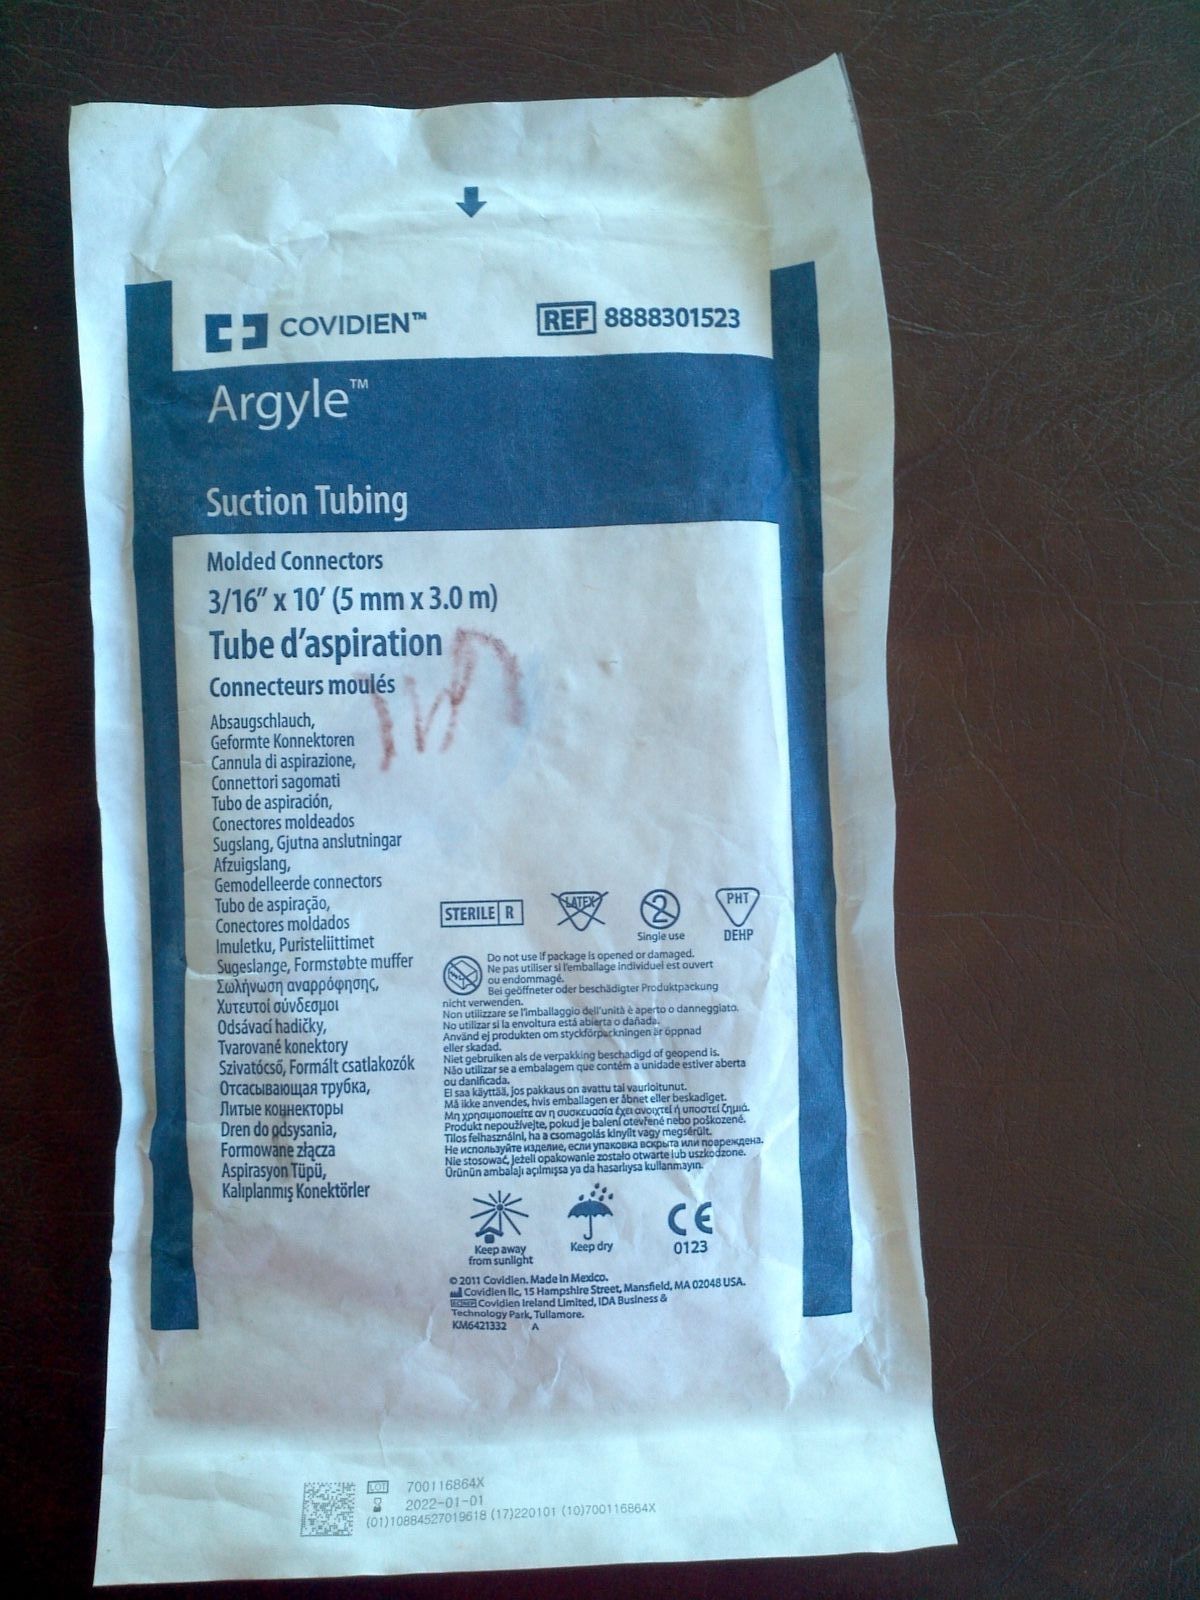 COVIDIEN™
REF 8888301523
Argyle™
Suction Tubing
Molded Connectors
3/16” x 10’ (5 mm x 3.0 m)
Tube d’aspiration
Connecteurs moulés
Absaugschlauch,
Geformte Konnektoren
Cannula di aspirazione,
Connettori sagomati
Tubo de aspiración,
Conectores moldeados
Sugslang, Gjutna anslutningar
Afzuigslang,
Gemodelleerde connectors
Tubo de aspiração,
Conectores moldados
Imuletku, Puristeliittimet
Sugeslange, Formstøbte muffer
Σωλήνωση αναρρόφησης,
Χυτευτοί σύνδεσμοι
Odsávací hadičky,
Tvarované konektory
Szivatócső, Formált csatlakozók
Отсасывающая трубка,
Литые коннекторы
Dren do odsysania,
Formowane złącza
Aspirasyon Tüpü,
Kalıplanmış Konektörler
STERILE R
LATEX
2
Single use
PHT
DEHP
Do not use if package is opened or damaged.
Ne pas utiliser si l’emballage individuel est ouvert
ou endommagé.
Bei geöffneter oder beschädigter Produktpackung
nicht verwenden.
Non utilizzare se l’imballaggio dell’unità è aperto o danneggiato.
No utilizar si la envoltura está abierta o dañada.
Använd ej produkten om styckförpackningen är öppnad
eller skadad.
Niet gebruiken als de verpakking beschadigd of geopend is.
Não utilizar se a embalagem que contém a unidade estiver aberta
ou danificada.
Ei saa käyttää, jos pakkaus on avattu tai vaurioitunut.
Må ikke anvendes, hvis emballagen er åbnet eller beskadiget.
Μη χρησιμοποιείτε αν η συσκευασία έχει ανοιχτεί ή υποστεί ζημιά.
Produkt nepoužívejte, pokud je balení otevřené nebo poškozené.
Tilos felhasználni, ha a csomagolás kinyílt vagy megsérült.
Не используйте изделие, если упаковка вскрыта или повреждена.
Nie stosować, jeżeli opakowanie zostało otwarte lub uszkodzone.
Ürünün ambalajı açılmışsa ya da hasarlıysa kullanmayın.
Keep away
from sunlight
Keep dry
CE
0123
© 2011 Covidien. Made in Mexico.
Covidien llc, 15 Hampshire Street, Mansfield, MA 02048 USA.
EC REP Covidien Ireland Limited, IDA Business &
Technology Park, Tullamore.
KM6421332 A
LOT 700116864X
2022-01-01
(01)10884527019618 (17)220101 (10)700116864X